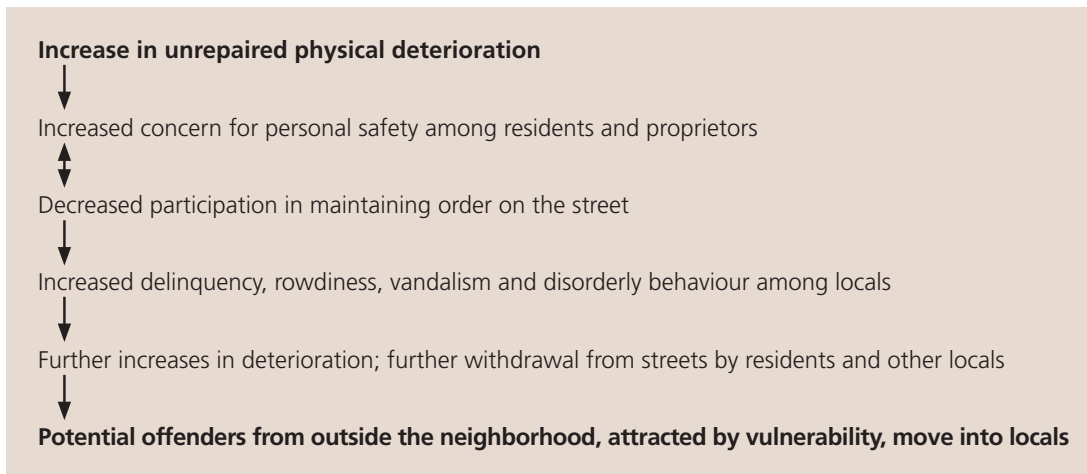 Increase in unrepaired physical deterioration
Increased concern for personal safety among residents and proprietors
Decreased participation in maintaining order on the street
Increased delinquency, rowdiness, vandalism and disorderly behaviour among locals
Further increases in deterioration; further withdrawal from streets by residents and other locals
Potential offenders from outside the neighborhood, attracted by vulnerability, move into locals